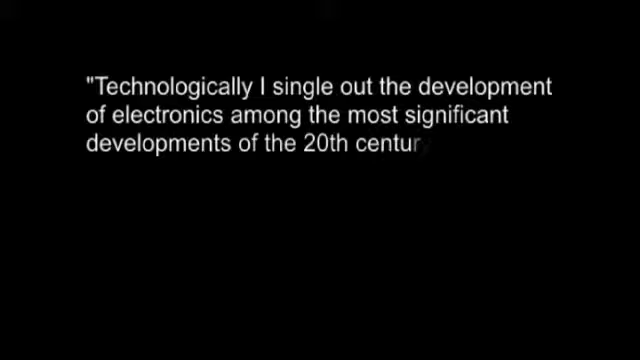 "Technologically I single out the development
of electronics among the most significant
developments of the 20th century